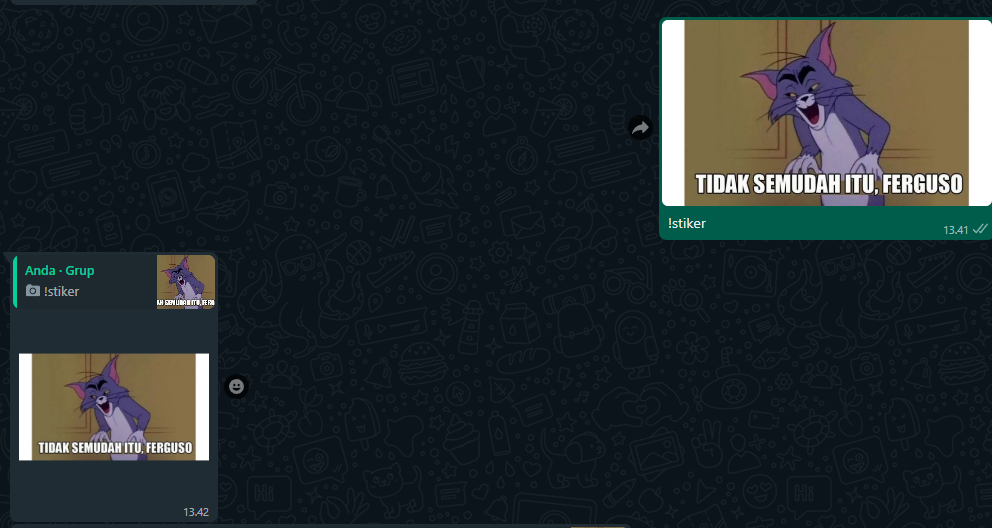 TIDAK SEMUDAH ITU, FERGUSO
!stiker
13.41
Anda · Grup
!stiker
TIDAK SEMUDAH ITU, FERGUSO
13.42